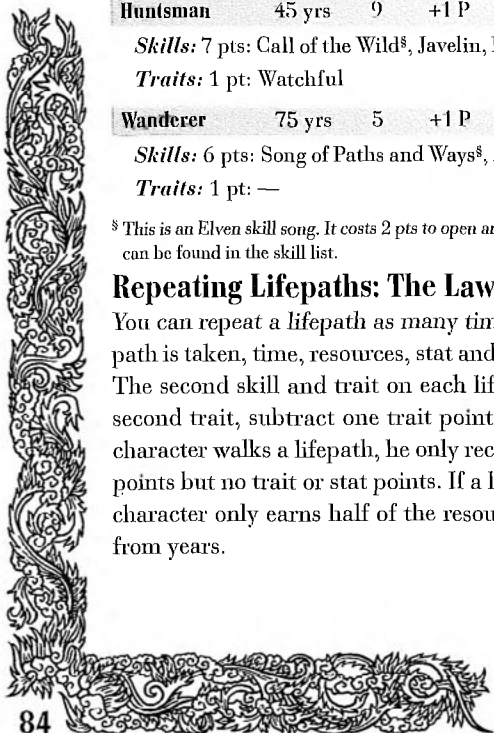 Huntsman 45 yrs 9 +1 P
Skills: 7 pts: Call of the Wild§, Javelin,
Traits: 1 pt: Watchful
Wanderer 75 yrs 5 +1 P
Skills: 6 pts: Song of Paths and Ways§,
Traits: 1 pt: —
§ This is an Elven skill song. It costs 2 pts to open
can be found in the skill list.
Repeating Lifepaths: The Law
You can repeat a lifepath as many
path is taken, time, resources, stat and
The second skill and trait on each
second trait, subtract one trait point
character walks a lifepath, he only
points but no trait or stat points. If a
character only earns half of the
from years.
84